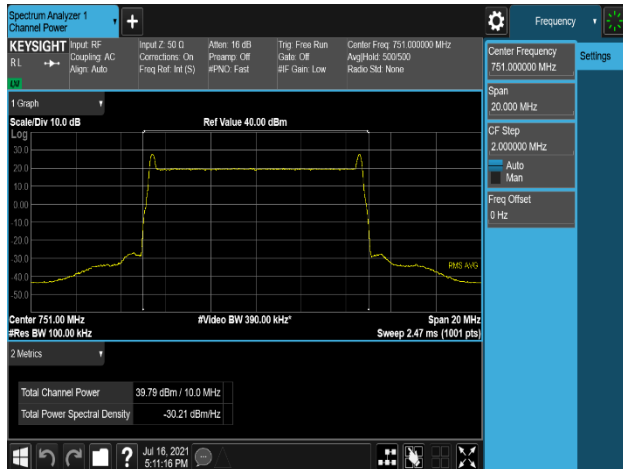 Spectrum Analyzer 1
Channel Power
+
Frequency
KEYSIGHT
RL
Input: RF
Coupling: AC
Align: Auto
Input Z: 50 Ω
Corrections: On
Freq Ref: Int (S)
Atten: 16 dB
Preamp: Off
#PNO: Fast
Trig: Free Run
Gate: Off
#IF Gain: Low
Center Freq: 751.000000 MHz
Avg|Hold: 500/500
Radio Std: None
Center Frequency
751.000000 MHz
Settings
Span
20.000 MHz
CF Step
2.000000 MHz
Auto
Man
Freq Offset
0 Hz
1 Graph
Scale/Div 10.0 dB
Ref Value 40.00 dBm
Log
30.0
20.0
10.0
0.00
-10.0
-20.0
-30.0
-40.0
-50.0
RMS AVG
Center 751.00 MHz
#Video BW 390.00 kHz*
Span 20 MHz
#Res BW 100.00 kHz
Sweep 2.47 ms (1001 pts)
2 Metrics
Total Channel Power
39.79 dBm / 10.0 MHz
Total Power Spectral Density
-30.21 dBm/Hz
?
Jul 16, 2021
5:11:16 PM